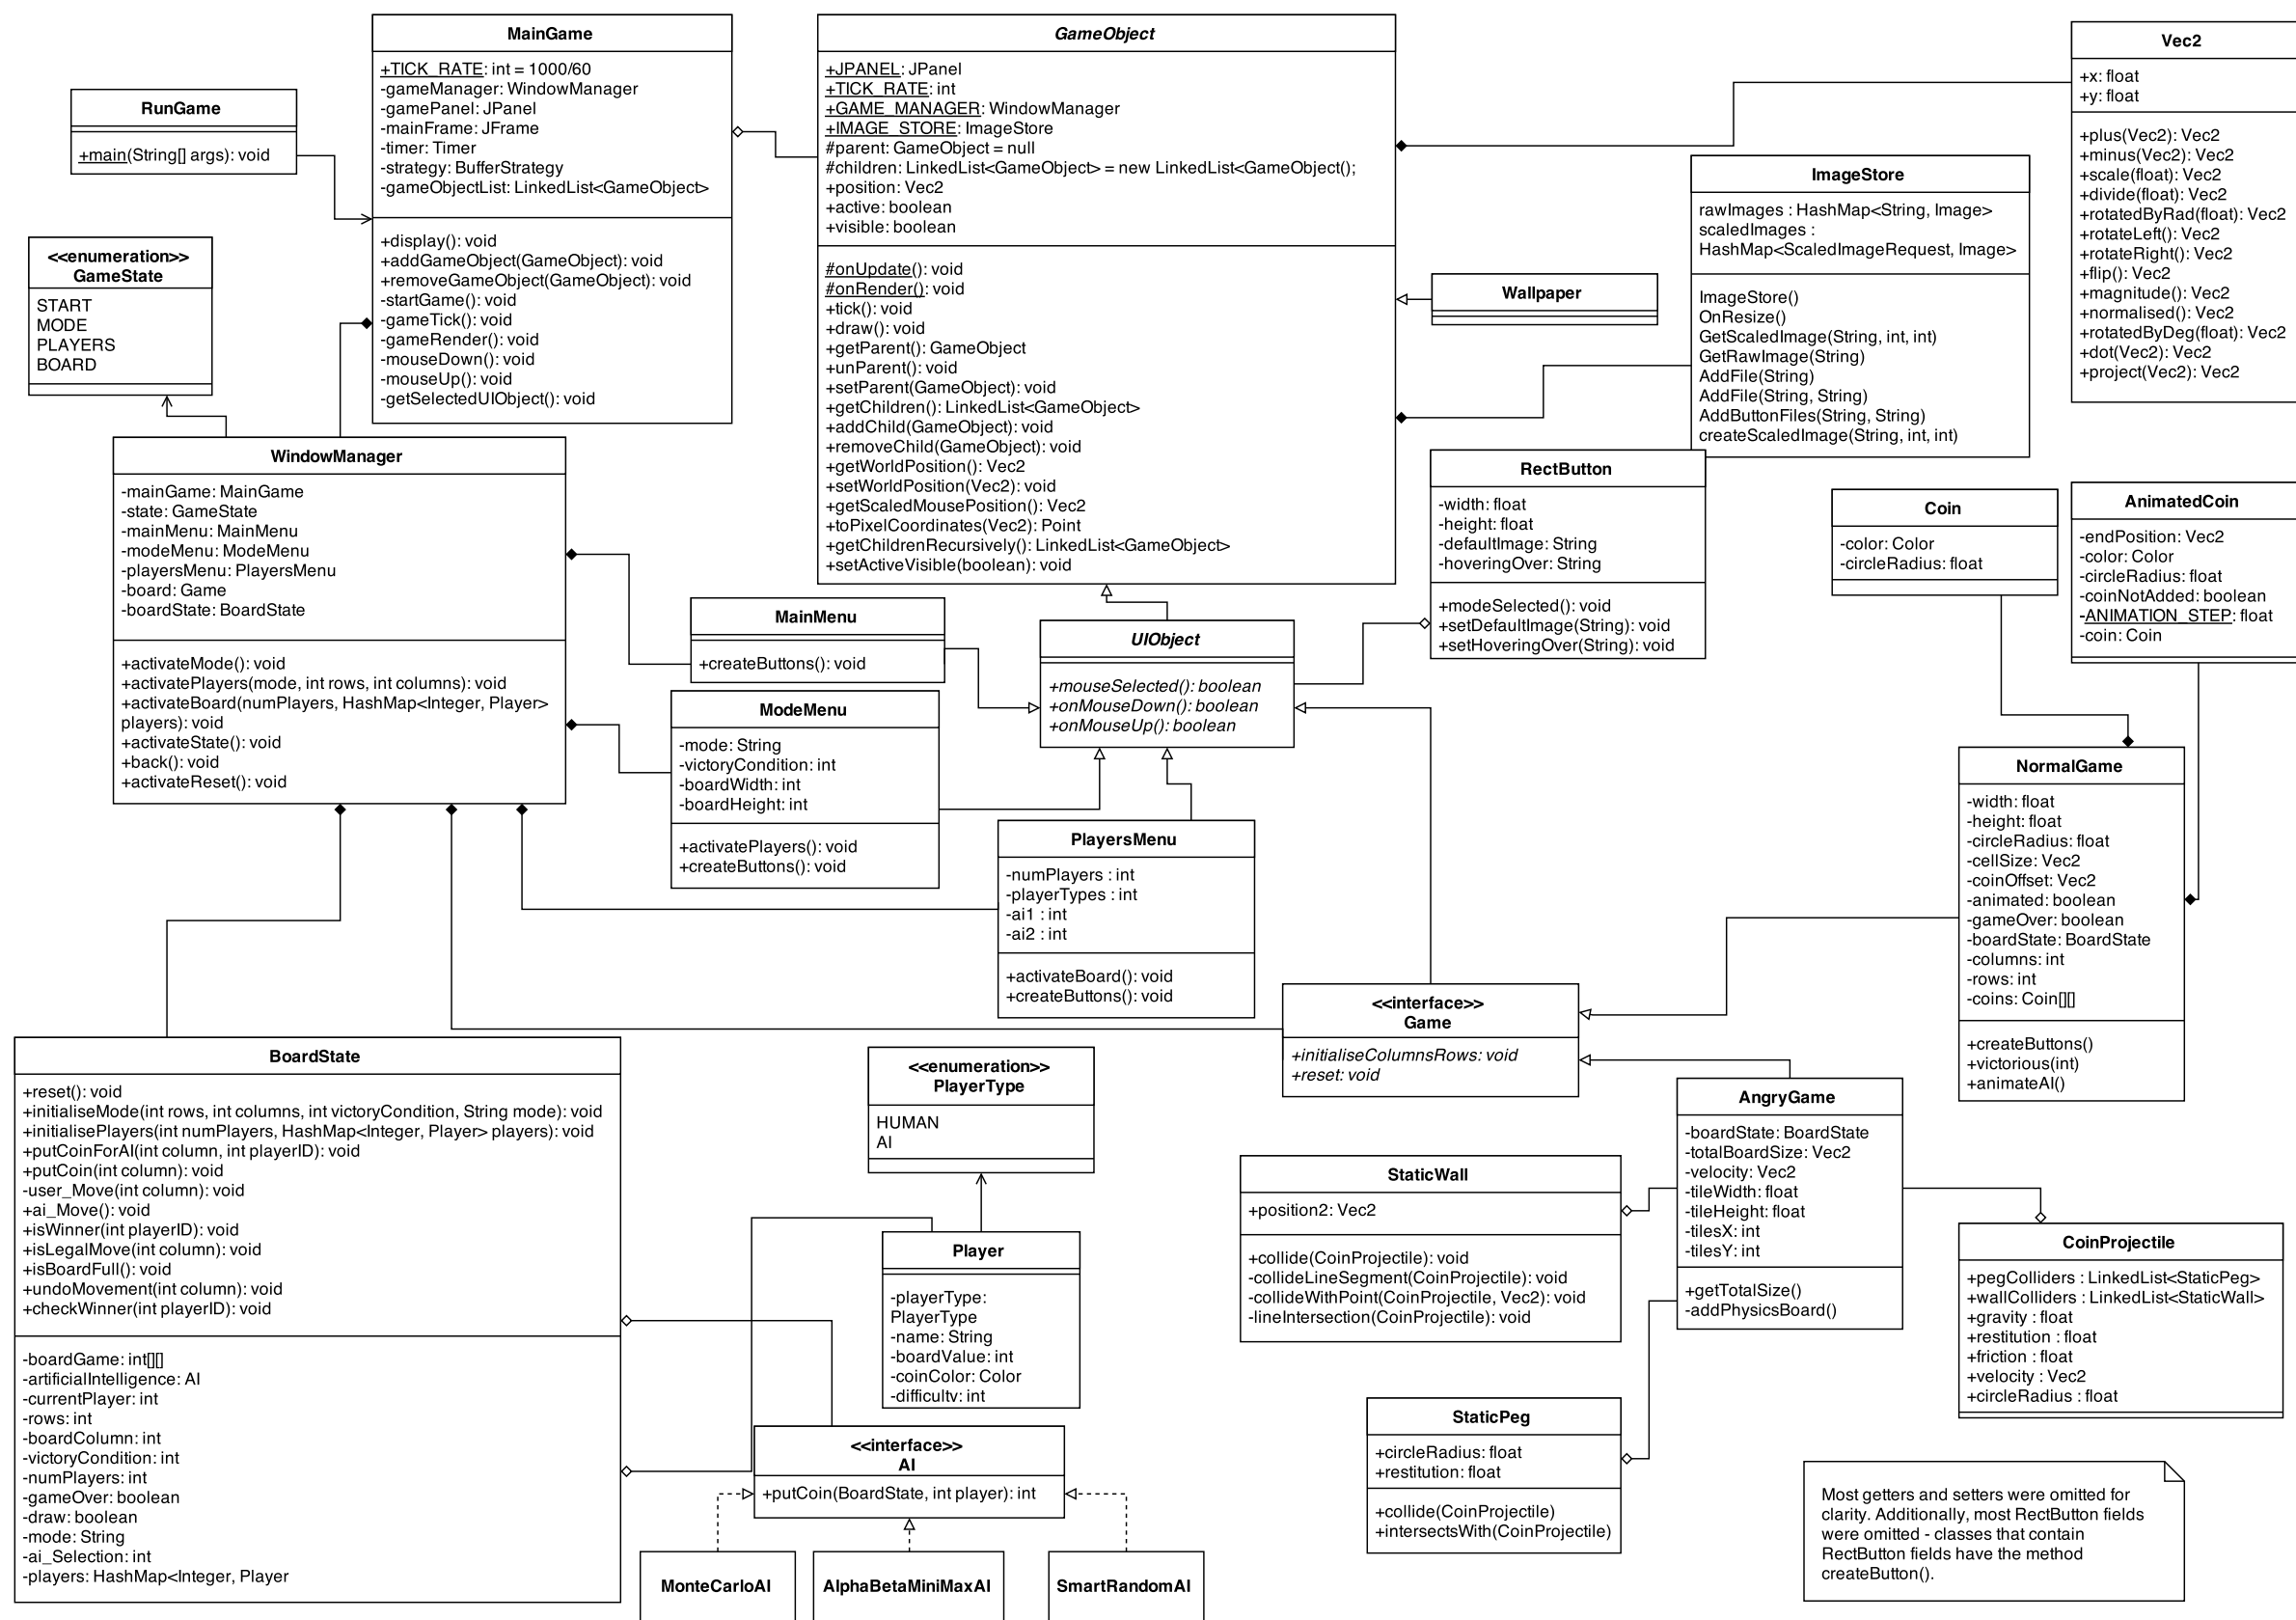 MainGame
+TICK_RATE: int = 1000/60
-gameManager: WindowManager
-gamePanel: JPanel
-mainFrame: JFrame
-timer: Timer
-strategy: BufferStrategy
-gameObjectList: LinkedList<GameObject>
+display(): void
+addGameObject(GameObject): void
+removeGameObject(GameObject): void
-startGame(): void
-gameTick(): void
-gameRender(): void
-mouseDown(): void
-mouseUp(): void
-getSelectedUIObject(): void
GameObject
+JPANEL: JPanel
+TICK_RATE: int
+GAME_MANAGER: WindowManager
+IMAGE_STORE: ImageStore
#parent: GameObject = null
#children: LinkedList<GameObject> = new LinkedList<GameObject();
+position: Vec2
+active: boolean
+visible: boolean
#onUpdate(): void
#onRender(): void
+tick(): void
+draw(): void
+getParent(): GameObject
+unParent(): void
+setParent(GameObject): void
+getChildren(): LinkedList<GameObject>
+addChild(GameObject): void
+removeChild(GameObject): void
+getWorldPosition(): Vec2
+setWorldPosition(Vec2): void
+getScaledMousePosition(): Vec2
+toPixelCoordinates(Vec2): Point
+getChildrenRecursively(): LinkedList<GameObject>
+setActiveVisible(boolean): void
Vec2
+x: float
+y: float
+plus(Vec2): Vec2
+minus(Vec2): Vec2
+scale(float): Vec2
+divide(float): Vec2
+rotatedByRad(float): Vec2
+rotateLeft(): Vec2
+rotateRight(): Vec2
+flip(): Vec2
+magnitude(): Vec2
+normalised(): Vec2
+rotatedByDeg(float): Vec2
+dot(Vec2): Vec2
+project(Vec2): Vec2
RunGame
+main(String[] args): void
ImageStore
rawImages : HashMap<String, Image>
scaledImages :
HashMap<ScaledImageRequest, Image>
ImageStore()
OnResize()
GetScaledImage(String, int, int)
GetRawImage(String)
AddFile(String)
AddFile(String, String)
AddButtonFiles(String, String)
createScaledImage(String, int, int)
<<enumeration>>
GameState
START
MODE
PLAYERS
BOARD
Wallpaper
WindowManager
-mainGame: MainGame
-state: GameState
-mainMenu: MainMenu
-modeMenu: ModeMenu
-playersMenu: PlayersMenu
-board: Game
-boardState: BoardState
+activateMode(): void
+activatePlayers(mode, int rows, int columns): void
+activateBoard(numPlayers, HashMap<Integer, Player>
players): void
+activateState(): void
+back(): void
+activateReset(): void
RectButton
-width: float
-height: float
-defaultImage: String
-hoveringOver: String
+modeSelected(): void
+setDefaultImage(String): void
+setHoveringOver(String): void
Coin
-color: Color
-circleRadius: float
AnimatedCoin
-endPosition: Vec2
-color: Color
-circleRadius: float
-coinNotAdded: boolean
-ANIMATION_STEP: float
-coin: Coin
MainMenu
+createButtons(): void
UIObject
+mouseSelected(): boolean
+onMouseDown(): boolean
+onMouseUp(): boolean
ModeMenu
-mode: String
-victoryCondition: int
-boardWidth: int
-boardHeight: int
+activatePlayers(): void
+createButtons(): void
NormalGame
-width: float
-height: float
-circleRadius: float
-cellSize: Vec2
-coinOffset: Vec2
-animated: boolean
-gameOver: boolean
-boardState: BoardState
-columns: int
-rows: int
-coins: Coin[][]
+createButtons()
+victorious(int)
+animateAI()
PlayersMenu
-numPlayers : int
-playerTypes : int
-ai1 : int
-ai2 : int
+activateBoard(): void
+createButtons(): void
<<interface>>
Game
+initialiseColumnsRows: void
+reset: void
BoardState
+reset(): void
+initialiseMode(int rows, int columns, int victoryCondition, String mode): void
+initialisePlayers(int numPlayers, HashMap<Integer, Player> players): void
+putCoinForAI(int column, int playerID): void
+putCoin(int column): void
-user_Move(int column): void
+ai_Move(): void
+isWinner(int playerID): void
+isLegalMove(int column): void
+isBoardFull(): void
+undoMovement(int column): void
+checkWinner(int playerID): void
-boardGame: int[][]
-artificialIntelligence: AI
-currentPlayer: int
-rows: int
-boardColumn: int
-victoryCondition: int
-numPlayers: int
-gameOver: boolean
-draw: boolean
-mode: String
-ai_Selection: int
-players: HashMap<Integer, Player
<<enumeration>>
PlayerType
HUMAN
AI
Player
-playerType:
PlayerType
-name: String
-boardValue: int
-coinColor: Color
-difficulty: int
AngryGame
-boardState: BoardState
-totalBoardSize: Vec2
-velocity: Vec2
-tileWidth: float
-tileHeight: float
-tilesX: int
-tilesY: int
+getTotalSize()
-addPhysicsBoard()
StaticWall
+position2: Vec2
+collide(CoinProjectile): void
-collideLineSegment(CoinProjectile): void
-collideWithPoint(CoinProjectile, Vec2): void
-lineIntersection(CoinProjectile): void
CoinProjectile
+pegColliders : LinkedList<StaticPeg>
+wallColliders : LinkedList<StaticWall>
+gravity : float
+restitution : float
+friction : float
+velocity : Vec2
+circleRadius : float
StaticPeg
+circleRadius: float
+restitution: float
+collide(CoinProjectile)
+intersectsWith(CoinProjectile)
<<interface>>
AI
+putCoin(BoardState, int player): int
MonteCarloAI
AlphaBetaMiniMaxAI
SmartRandomAI
Most getters and setters were omitted for
clarity. Additionally, most RectButton fields
were omitted - classes that contain
RectButton fields have the method
createButton().